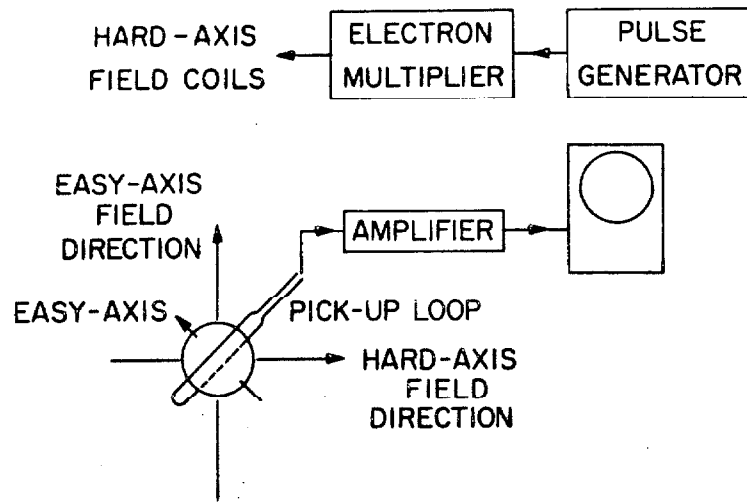 HARD-AXIS
FIELD COILS
ELECTRON
MULTIPLIER
PULSE
GENERATOR
EASY-AXIS
FIELD
DIRECTION
AMPLIFIER
EASY-AXIS
PICK-UP LOOP
HARD-AXIS
FIELD
DIRECTION